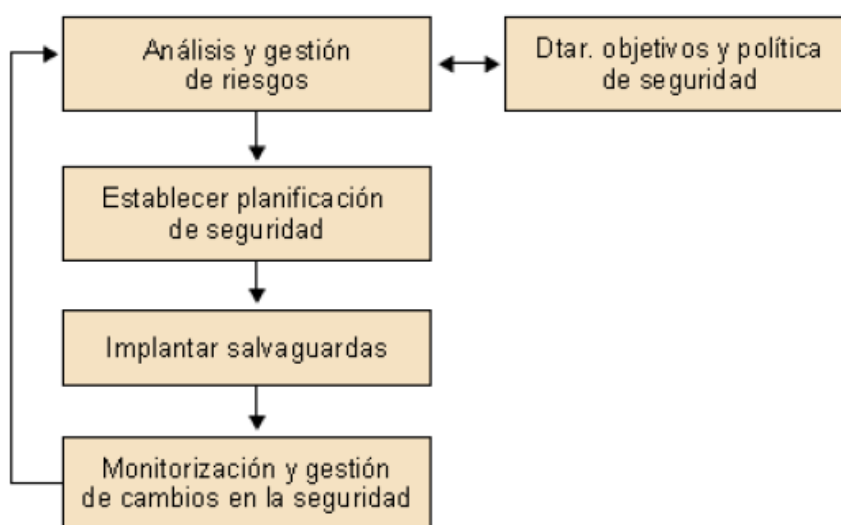 Análisis y gestión
de riesgos
Dtar. objetivos y política
de seguridad
Establecer planificación
de seguridad
Implantar salvaguardas
Monitorización y gestión
de cambios en la seguridad